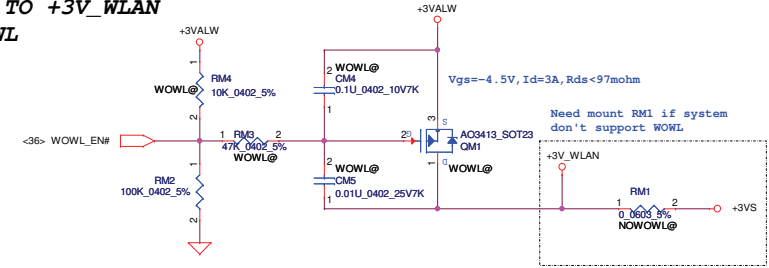 TO +3V_WLAN
WL
+3VALW
+3VALW
1
RM4
WOWL@
10K_0402_5%
2
2 WOWL@
CM4
0.1U_0402_10V7K
1
Vgs=-4.5V,Id=3A,Rds<97mohm
Need mount RM1 if system
don't support WOWL
3
S
<36> WOWL_EN#
1 RM3 2
47K_0402_5%
WOWL@
2
G
AO3413_SOT23
QM1
D
1
WOWL@
1
RM2
100K_0402_5%
2
2 WOWL@
CM5
0.01U_0402_25V7K
1
+3V_WLAN
RM1
1 2
0_0603_5%
NOWOWL@
+3VS